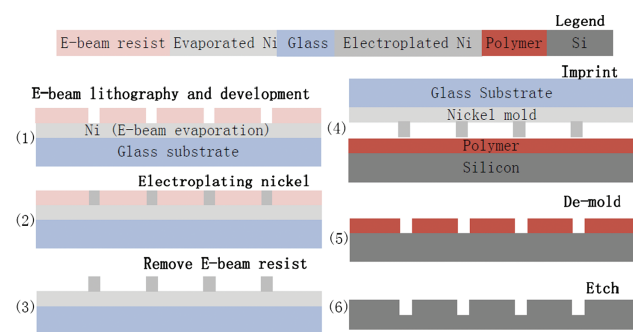 Legend
E-beam resist Evaporated Ni Glass Electroplated Ni Polymer Si
E-beam lithography and development
(1)
Ni (E-beam evaporation)
Glass substrate
Electroplating nickel
(2)
Remove E-beam resist
(3)
Imprint
Glass Substrate
Nickel mold
(4)
Polymer
Silicon
De-mold
(5)
Etch
(6)